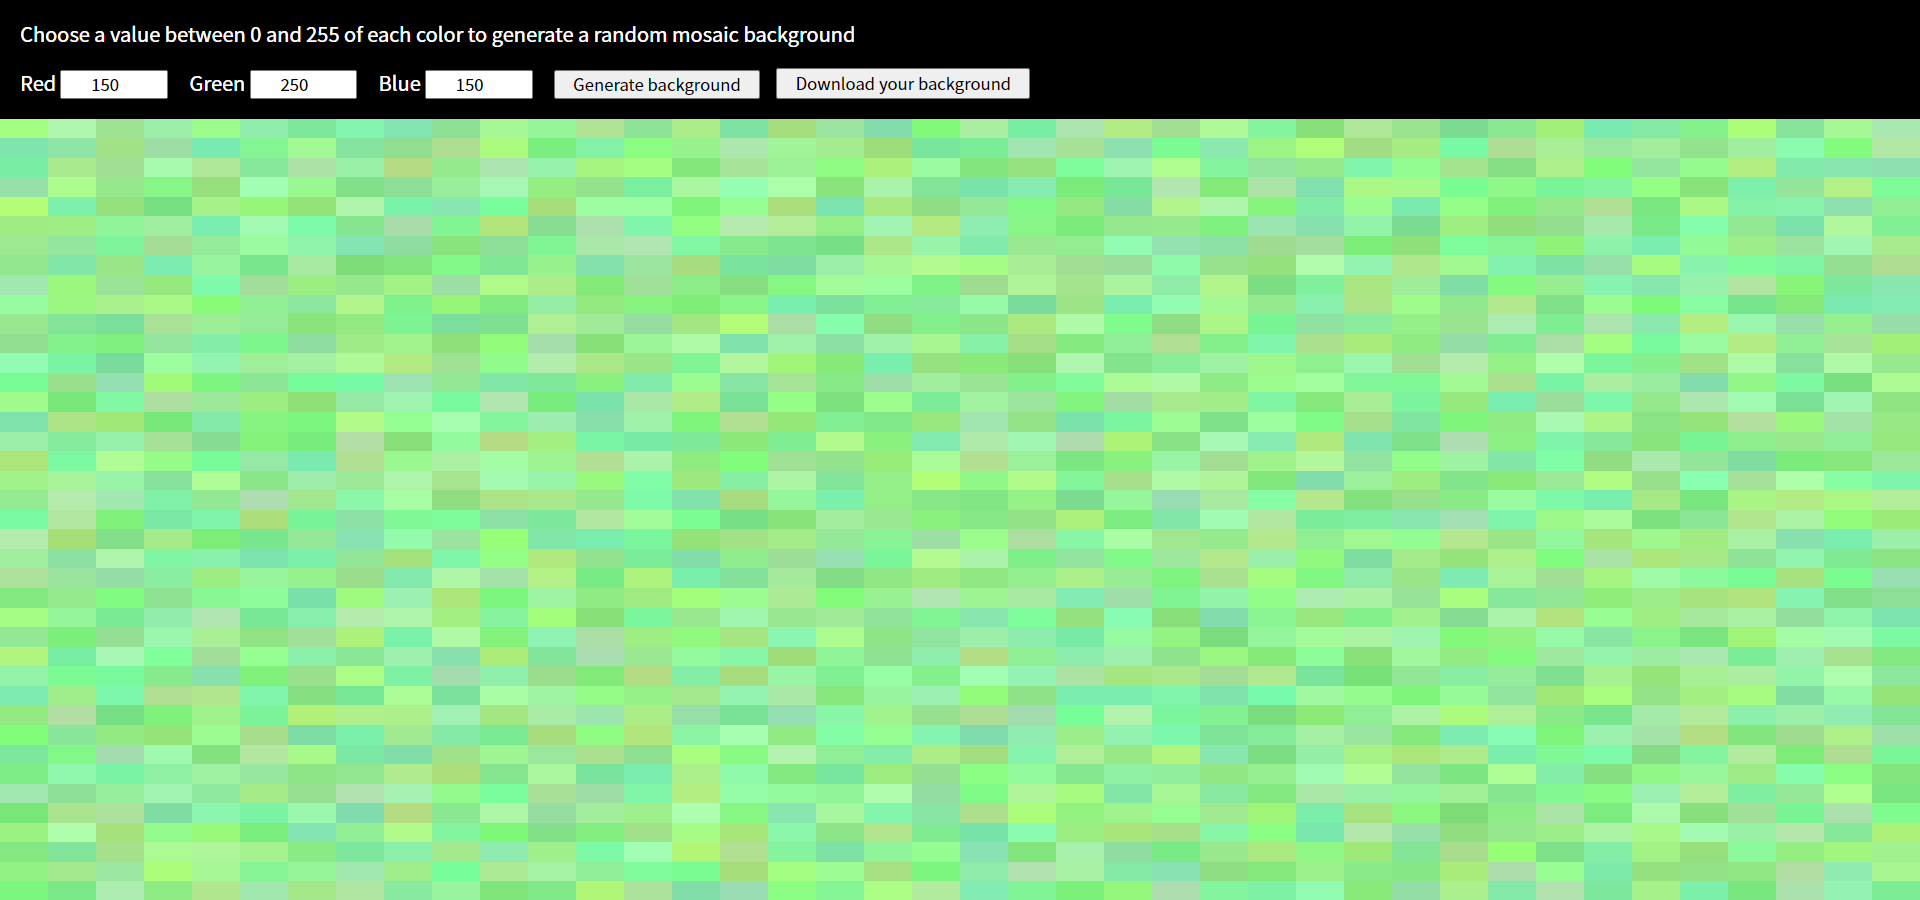 Choose a value between 0 and 255 of each color to generate a random mosaic background
Red 150 Green 250 Blue 150 Generate background Download your background